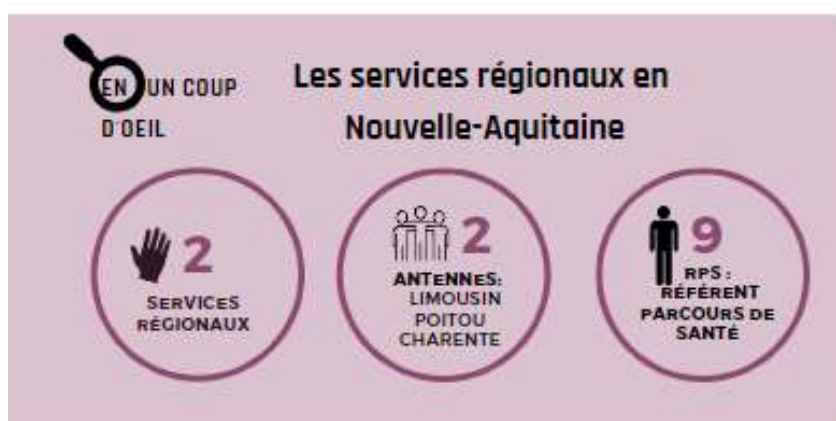 EN UN COUP
D'OEIL
Les services régionaux en
Nouvelle-Aquitaine
2
SERVICES
RÉGIONAUX
2
ANTENNES:
LIMOUSIN
POITOU
CHARENTE
9
RPS :
RÉFÉRENT
PARCOURS DE
SANTÉ